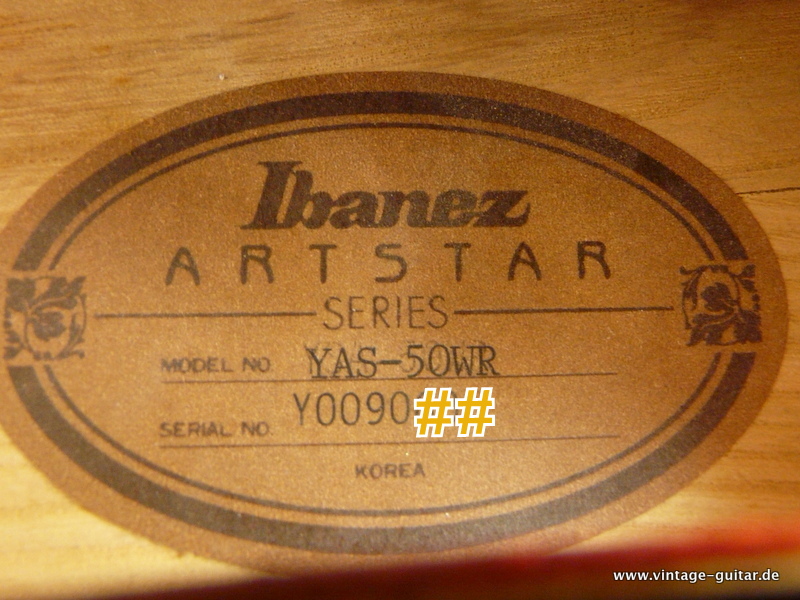 Ibanez
ARTSTAR
SERIES
MODEL NO. YAS-50WR
SERIAL NO. Y0090##
KOREA
www.vintage-guitar.de